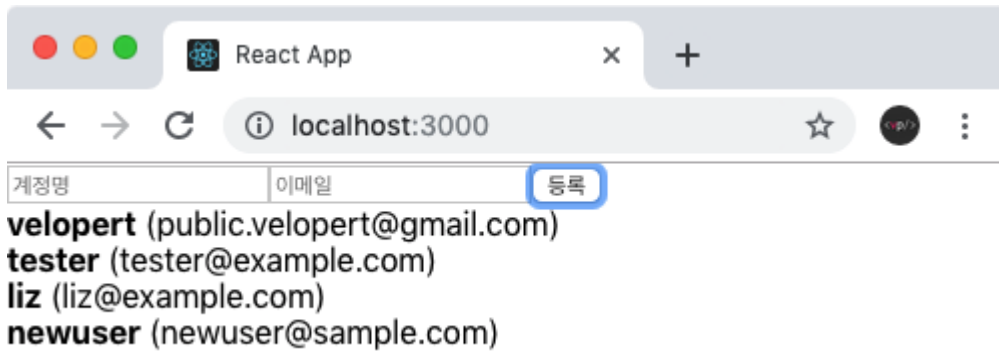 React App
localhost:3000
계정명 이메일 등록
velopert (public.velopert@gmail.com)
tester (tester@example.com)
liz (liz@example.com)
newuser (newuser@sample.com)